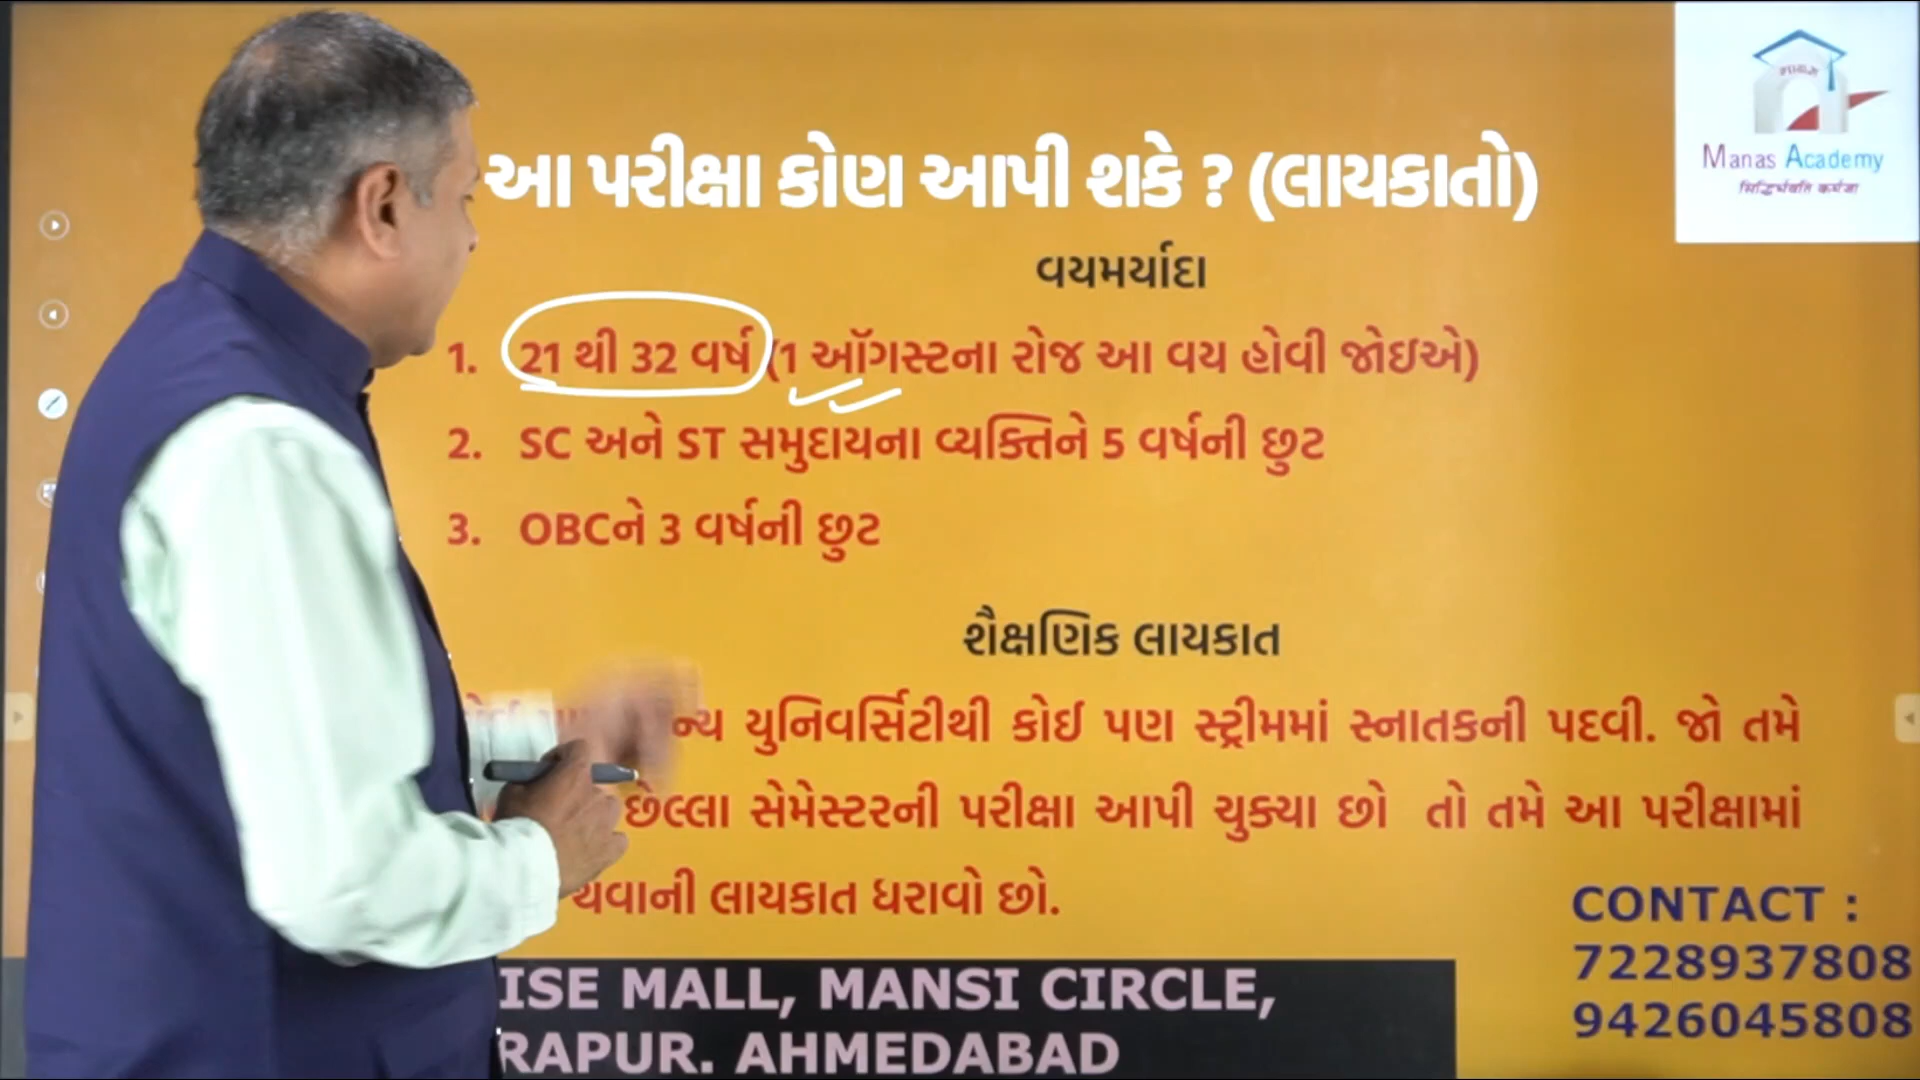 Manas Academy
આ પરીક્ષા કોણ આપી શકે ? (લાયકાતો)
વયમર્યાદા
1. 21 થી 32 વર્ષ (1 ઑગસ્ટના રોજ આ વય હોવી જોઇએ)
2. SC અને ST સમુદાયના વ્યક્તિને 5 વર્ષની છુટ
3. OBCને 3 વર્ષની છુટ
શૈક્ષણિક લાયકાત
યુનિવર્સિટીથી કોઈ પણ સ્ટ્રીમમાં સ્નાતકની પદવી. જો તમે
છેલ્લા સેમેસ્ટરની પરીક્ષા આપી ચુક્યા છો તો તમે આ પરીક્ષામાં
થવાની લાયકાત ધરાવો છો.
CONTACT :
7228937808
9426045808
MALL, MANSI CIRCLE,
AHMEDABAD